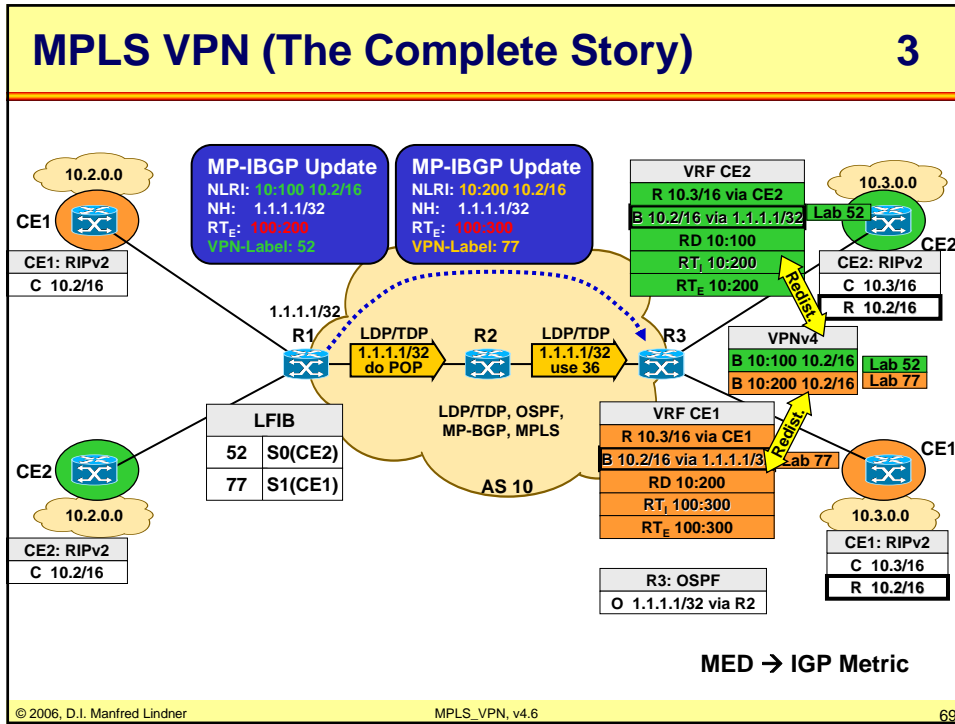 MPLS VPN (The Complete Story) 3
10.2.0.0
CE1
CE1: RIPv2
C 10.2/16
MP-IBGP Update
NLRI: 10:100 10.2/16
NH: 1.1.1.1/32
RTE: 100:200
VPN-Label: 52
MP-IBGP Update
NLRI: 10:200 10.2/16
NH: 1.1.1.1/32
RTE: 100:300
VPN-Label: 77
VRF CE2
R 10.3/16 via CE2
B 10.2/16 via 1.1.1.1/32
Lab 52
RD 10:100
RTI 10:200
RTE 10:200
10.3.0.0
CE2
CE2: RIPv2
C 10.3/16
R 10.2/16
Redist.
1.1.1.1/32
R1
LDP/TDP
1.1.1.1/32
do POP
R2
LDP/TDP
1.1.1.1/32
use 36
R3
VPNv4
B 10:100 10.2/16
Lab 52
B 10:200 10.2/16
Lab 77
Redist.
LFIB
52 S0(CE2)
77 S1(CE1)
LDP/TDP, OSPF,
MP-BGP, MPLS
AS 10
VRF CE1
R 10.3/16 via CE1
B 10.2/16 via 1.1.1.1/3
Lab 77
RD 10:200
RTI 100:300
RTE 100:300
CE1
10.3.0.0
CE1: RIPv2
C 10.3/16
R 10.2/16
CE2
10.2.0.0
CE2: RIPv2
C 10.2/16
R3: OSPF
O 1.1.1.1/32 via R2
MED → IGP Metric
© 2006, D.I. Manfred Lindner
MPLS_VPN, v4.6
69